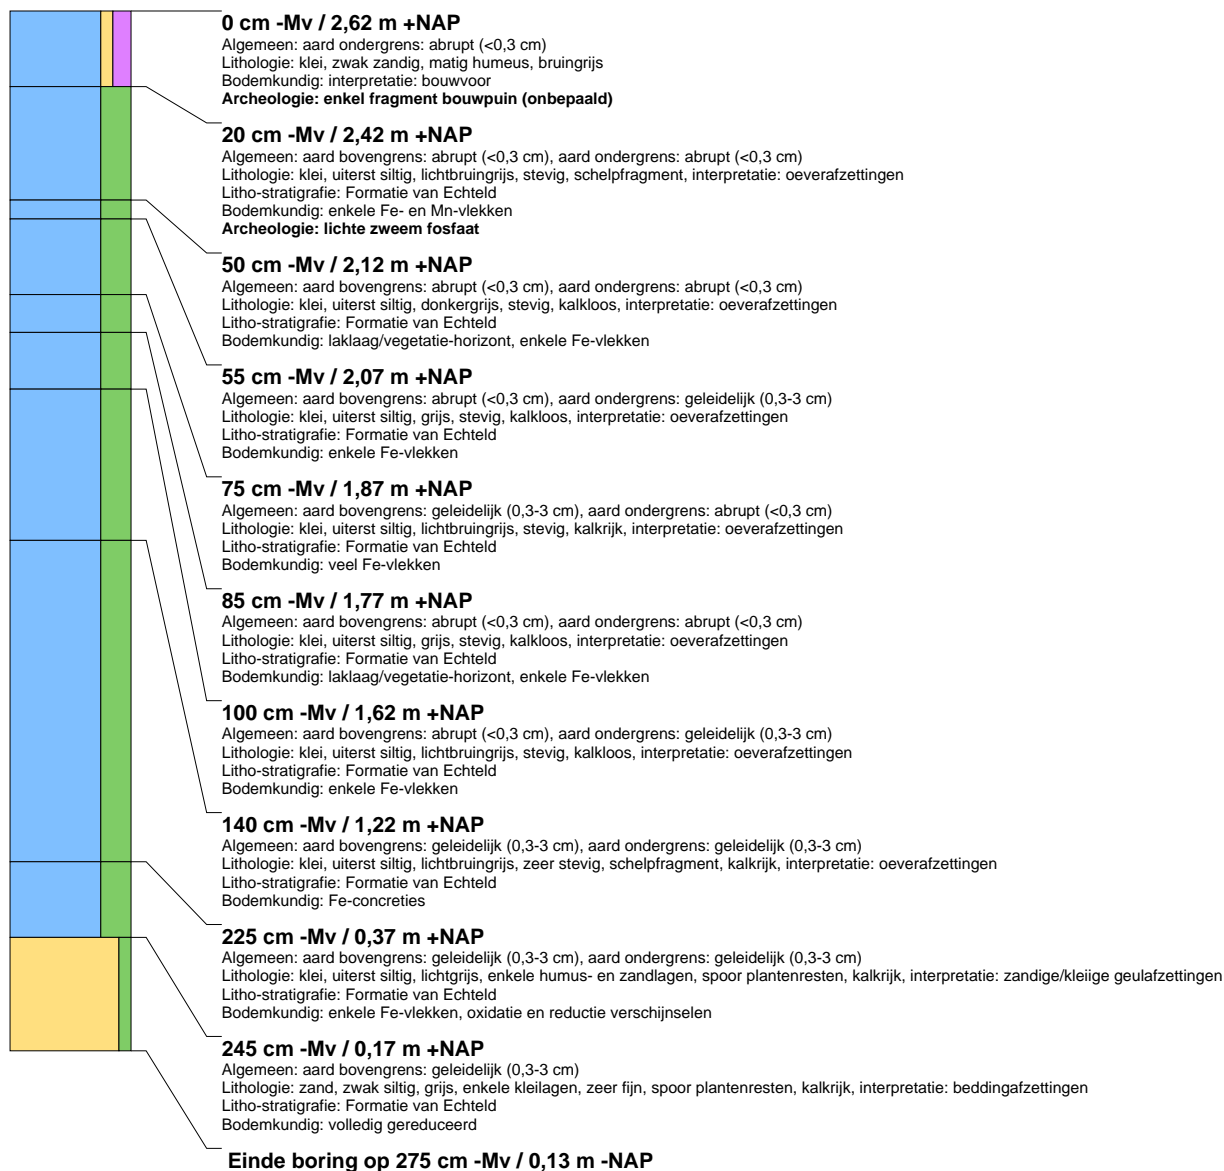 0 cm -Mv / 2,62 m +NAP
Algemeen: aard ondergrens: abrupt (<0,3 cm)
Lithologie: klei, zwak zandig, matig humeus, bruingrijs
Bodemkundig: interpretatie: bouwvoor
Archeologie: enkel fragment bouwpuin (onbepaald)
20 cm -Mv / 2,42 m +NAP
Algemeen: aard bovengrens: abrupt (<0,3 cm), aard ondergrens: abrupt (<0,3 cm)
Lithologie: klei, uiterst siltig, lichtbruingrijs, stevig, schelpfragment, interpretatie: oeverafzettingen
Litho-stratigrafie: Formatie van Echteld
Bodemkundig: enkele Fe- en Mn-vlekken
Archeologie: lichte zweem fosfaat
50 cm -Mv / 2,12 m +NAP
Algemeen: aard bovengrens: abrupt (<0,3 cm), aard ondergrens: abrupt (<0,3 cm)
Lithologie: klei, uiterst siltig, donkergrijs, stevig, kalkloos, interpretatie: oeverafzettingen
Litho-stratigrafie: Formatie van Echteld
Bodemkundig: laklaag/vegetatie-horizont, enkele Fe-vlekken
55 cm -Mv / 2,07 m +NAP
Algemeen: aard bovengrens: abrupt (<0,3 cm), aard ondergrens: geleidelijk (0,3-3 cm)
Lithologie: klei, uiterst siltig, grijs, stevig, kalkloos, interpretatie: oeverafzettingen
Litho-stratigrafie: Formatie van Echteld
Bodemkundig: enkele Fe-vlekken
75 cm -Mv / 1,87 m +NAP
Algemeen: aard bovengrens: geleidelijk (0,3-3 cm), aard ondergrens: abrupt (<0,3 cm)
Lithologie: klei, uiterst siltig, lichtbruingrijs, stevig, kalkrijk, interpretatie: oeverafzettingen
Litho-stratigrafie: Formatie van Echteld
Bodemkundig: veel Fe-vlekken
85 cm -Mv / 1,77 m +NAP
Algemeen: aard bovengrens: abrupt (<0,3 cm), aard ondergrens: abrupt (<0,3 cm)
Lithologie: klei, uiterst siltig, grijs, stevig, kalkloos, interpretatie: oeverafzettingen
Litho-stratigrafie: Formatie van Echteld
Bodemkundig: laklaag/vegetatie-horizont, enkele Fe-vlekken
100 cm -Mv / 1,62 m +NAP
Algemeen: aard bovengrens: abrupt (<0,3 cm), aard ondergrens: geleidelijk (0,3-3 cm)
Lithologie: klei, uiterst siltig, lichtbruingrijs, stevig, kalkloos, interpretatie: oeverafzettingen
Litho-stratigrafie: Formatie van Echteld
Bodemkundig: enkele Fe-vlekken
140 cm -Mv / 1,22 m +NAP
Algemeen: aard bovengrens: geleidelijk (0,3-3 cm), aard ondergrens: geleidelijk (0,3-3 cm)
Lithologie: klei, uiterst siltig, lichtbruingrijs, zeer stevig, schelpfragment, kalkrijk, interpretatie: oeverafzettingen
Litho-stratigrafie: Formatie van Echteld
Bodemkundig: Fe-concreties
225 cm -Mv / 0,37 m +NAP
Algemeen: aard bovengrens: geleidelijk (0,3-3 cm), aard ondergrens: geleidelijk (0,3-3 cm)
Lithologie: klei, uiterst siltig, lichtgrijs, enkele humus- en zandlagen, spoor plantenresten, kalkrijk, interpretatie: zandige/kleiige geulafzettingen
Litho-stratigrafie: Formatie van Echteld
Bodemkundig: enkele Fe-vlekken, oxidatie en reductie verschijnselen
245 cm -Mv / 0,17 m +NAP
Algemeen: aard bovengrens: geleidelijk (0,3-3 cm)
Lithologie: zand, zwak siltig, grijs, enkele kleilagen, zeer fijn, spoor plantenresten, kalkrijk, interpretatie: beddingafzettingen
Litho-stratigrafie: Formatie van Echteld
Bodemkundig: volledig gereduceerd
Einde boring op 275 cm -Mv / 0,13 m -NAP